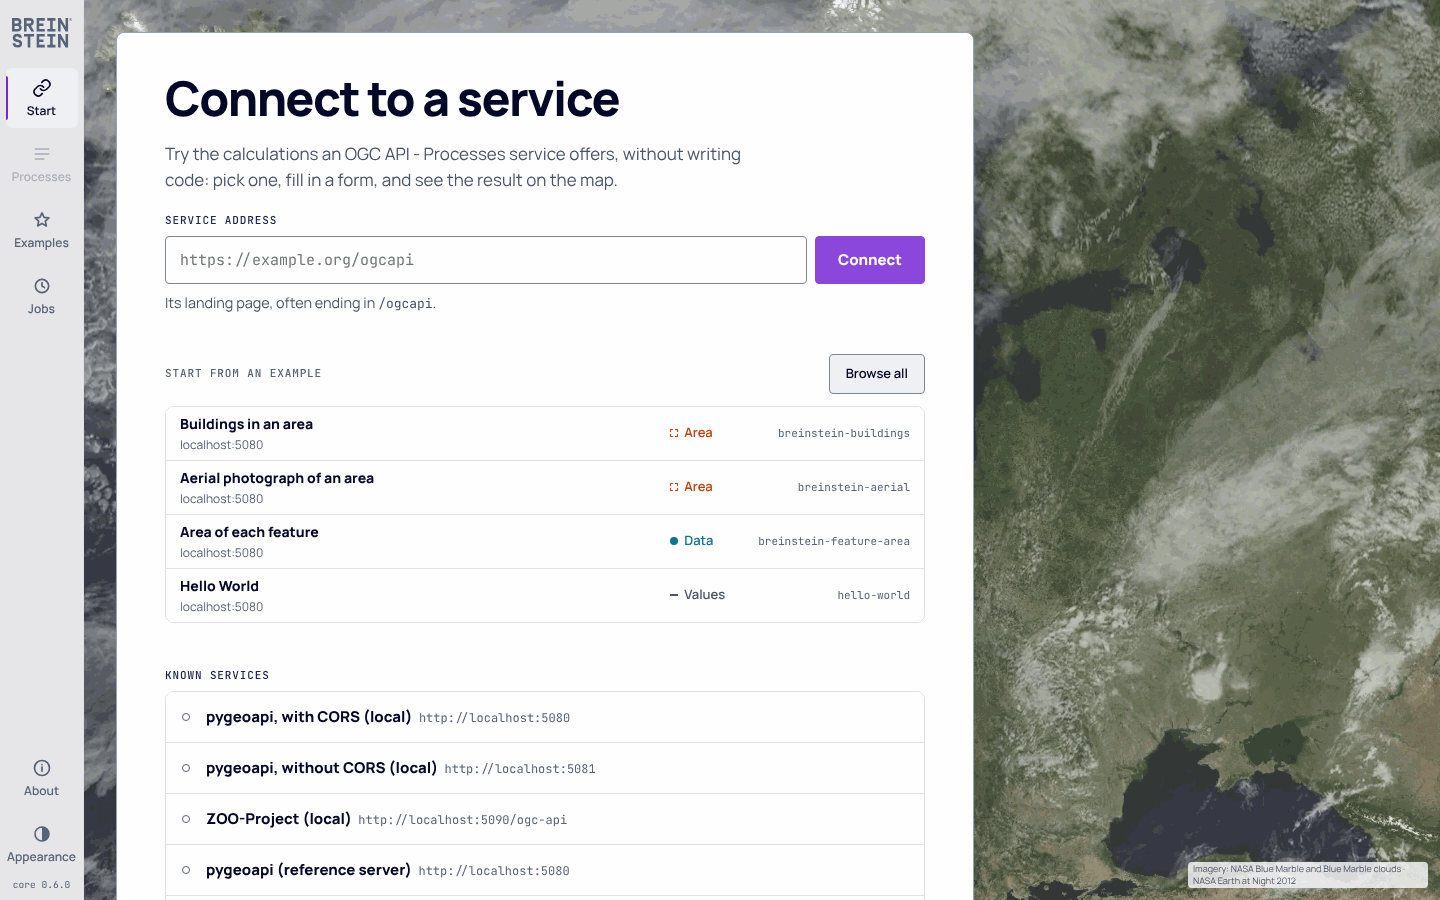 BREIN
STEIN
Start
Processes
Examples
Jobs
About
Appearance
core 0.6.0
Connect to a service
Try the calculations an OGC API - Processes service offers, without writing
code: pick one, fill in a form, and see the result on the map.
SERVICE ADDRESS
https://example.org/ogcapi
Connect
Its landing page, often ending in /ogcapi.
START FROM AN EXAMPLE
Browse all
Buildings in an area
localhost:5080
Area
breinstein-buildings
Aerial photograph of an area
localhost:5080
Area
breinstein-aerial
Area of each feature
localhost:5080
Data
breinstein-feature-area
Hello World
localhost:5080
Values
hello-world
KNOWN SERVICES
pygeoapi, with CORS (local) http://localhost:5080
pygeoapi, without CORS (local) http://localhost:5081
ZOO-Project (local) http://localhost:5090/ogc-api
pygeoapi (reference server) http://localhost:5080
Imagery: NASA Blue Marble and Blue Marble clouds ·
NASA Earth at Night 2012